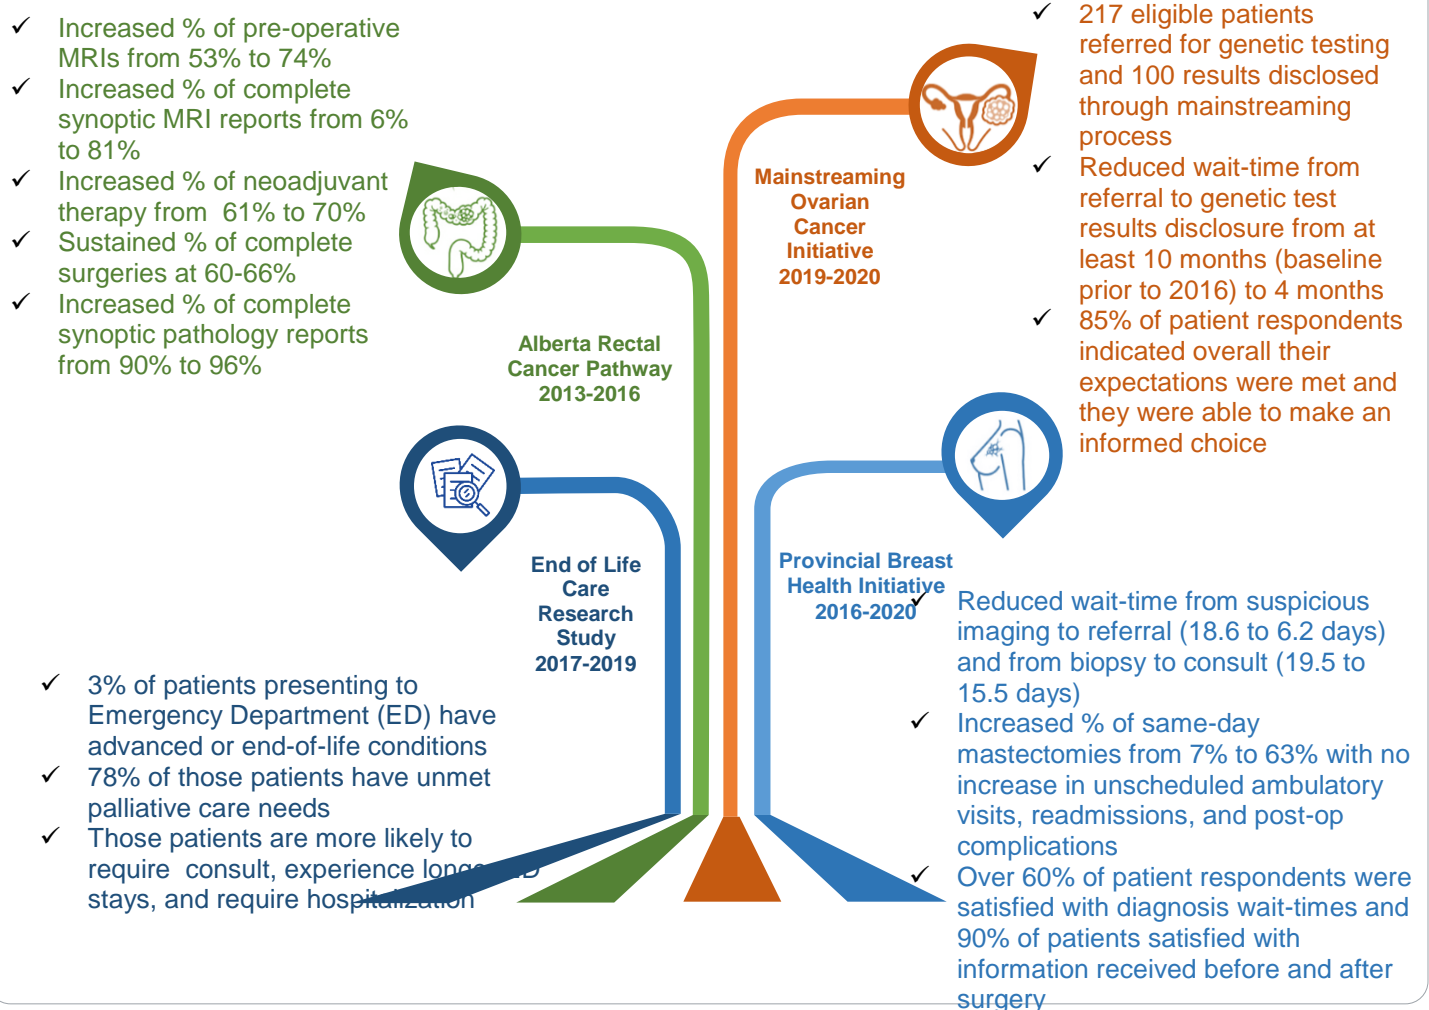 ✓ Increased % of pre-operative
MRIs from 53% to 74%
✓ Increased % of complete
synoptic MRI reports from 6%
to 81%
✓ Increased % of neoadjuvant
therapy from 61% to 70%
✓ Sustained % of complete
surgeries at 60-66%
✓ Increased % of complete
synoptic pathology reports
from 90% to 96%
Alberta Rectal
Cancer Pathway
2013-2016
Mainstreaming
Ovarian
Cancer
Initiative
2019-2020
✓ 217 eligible patients
referred for genetic testing
and 100 results disclosed
through mainstreaming
process
✓ Reduced wait-time from
referral to genetic test
results disclosure from at
least 10 months (baseline
prior to 2016) to 4 months
✓ 85% of patient respondents
indicated overall their
expectations were met and
they were able to make an
informed choice
End of Life
Care
Research
Study
2017-2019
✓ 3% of patients presenting to
Emergency Department (ED) have
advanced or end-of-life conditions
✓ 78% of those patients have unmet
palliative care needs
✓ Those patients are more likely to
require consult, experience longer ED
stays, and require hospitalization
Provincial Breast
Health Initiative
2016-2020
✓ Reduced wait-time from suspicious
imaging to referral (18.6 to 6.2 days)
and from biopsy to consult (19.5 to
15.5 days)
✓ Increased % of same-day
mastectomies from 7% to 63% with no
increase in unscheduled ambulatory
visits, readmissions, and post-op
complications
✓ Over 60% of patient respondents were
satisfied with diagnosis wait-times and
90% of patients satisfied with
information received before and after
surgery